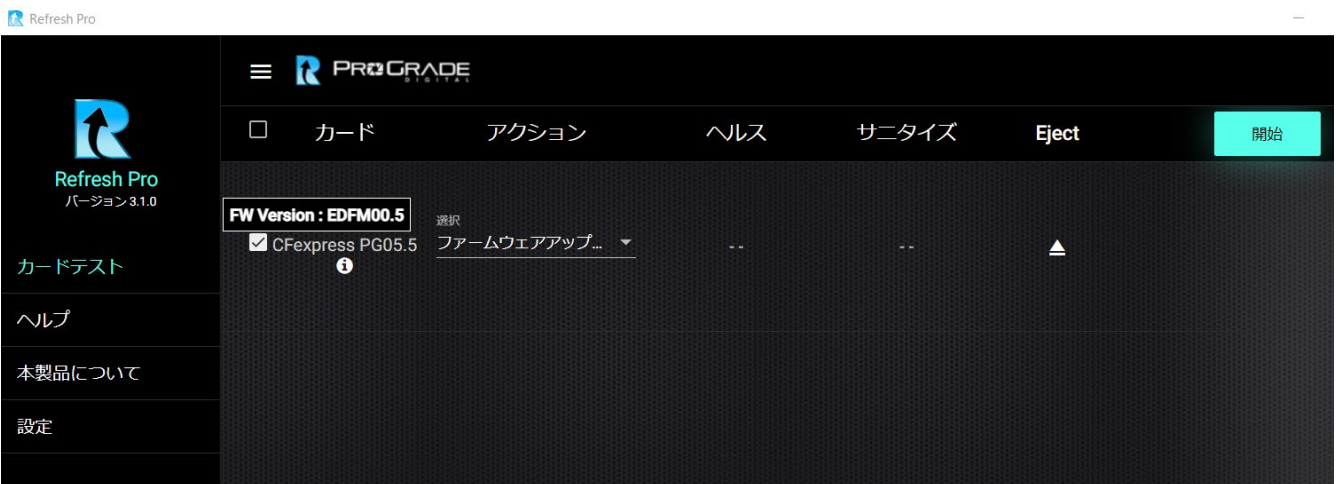 Refresh Pro
PROGRADE
DIGITAL
カード アクション ヘルス サニタイズ Eject 開始
Refresh Pro
バージョン 3.1.0
FW Version : EDFM00.5
選択
CFexpress PG05.5 ファームウェアアップ... -- --
カードテスト
ヘルプ
本製品について
設定